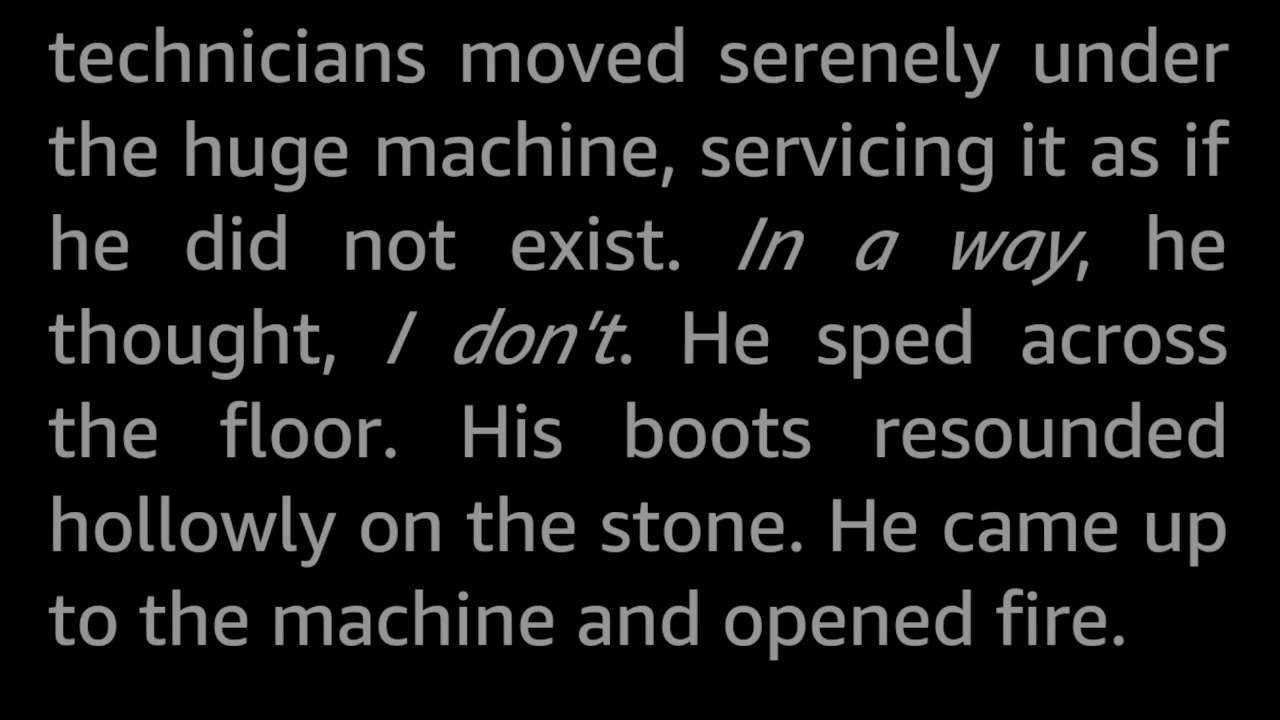 technicians moved serenely under
the huge machine, servicing it as if
he did not exist. In a way, he
thought, I don't. He sped across
the floor. His boots resounded
hollowly on the stone. He came up
to the machine and opened fire.